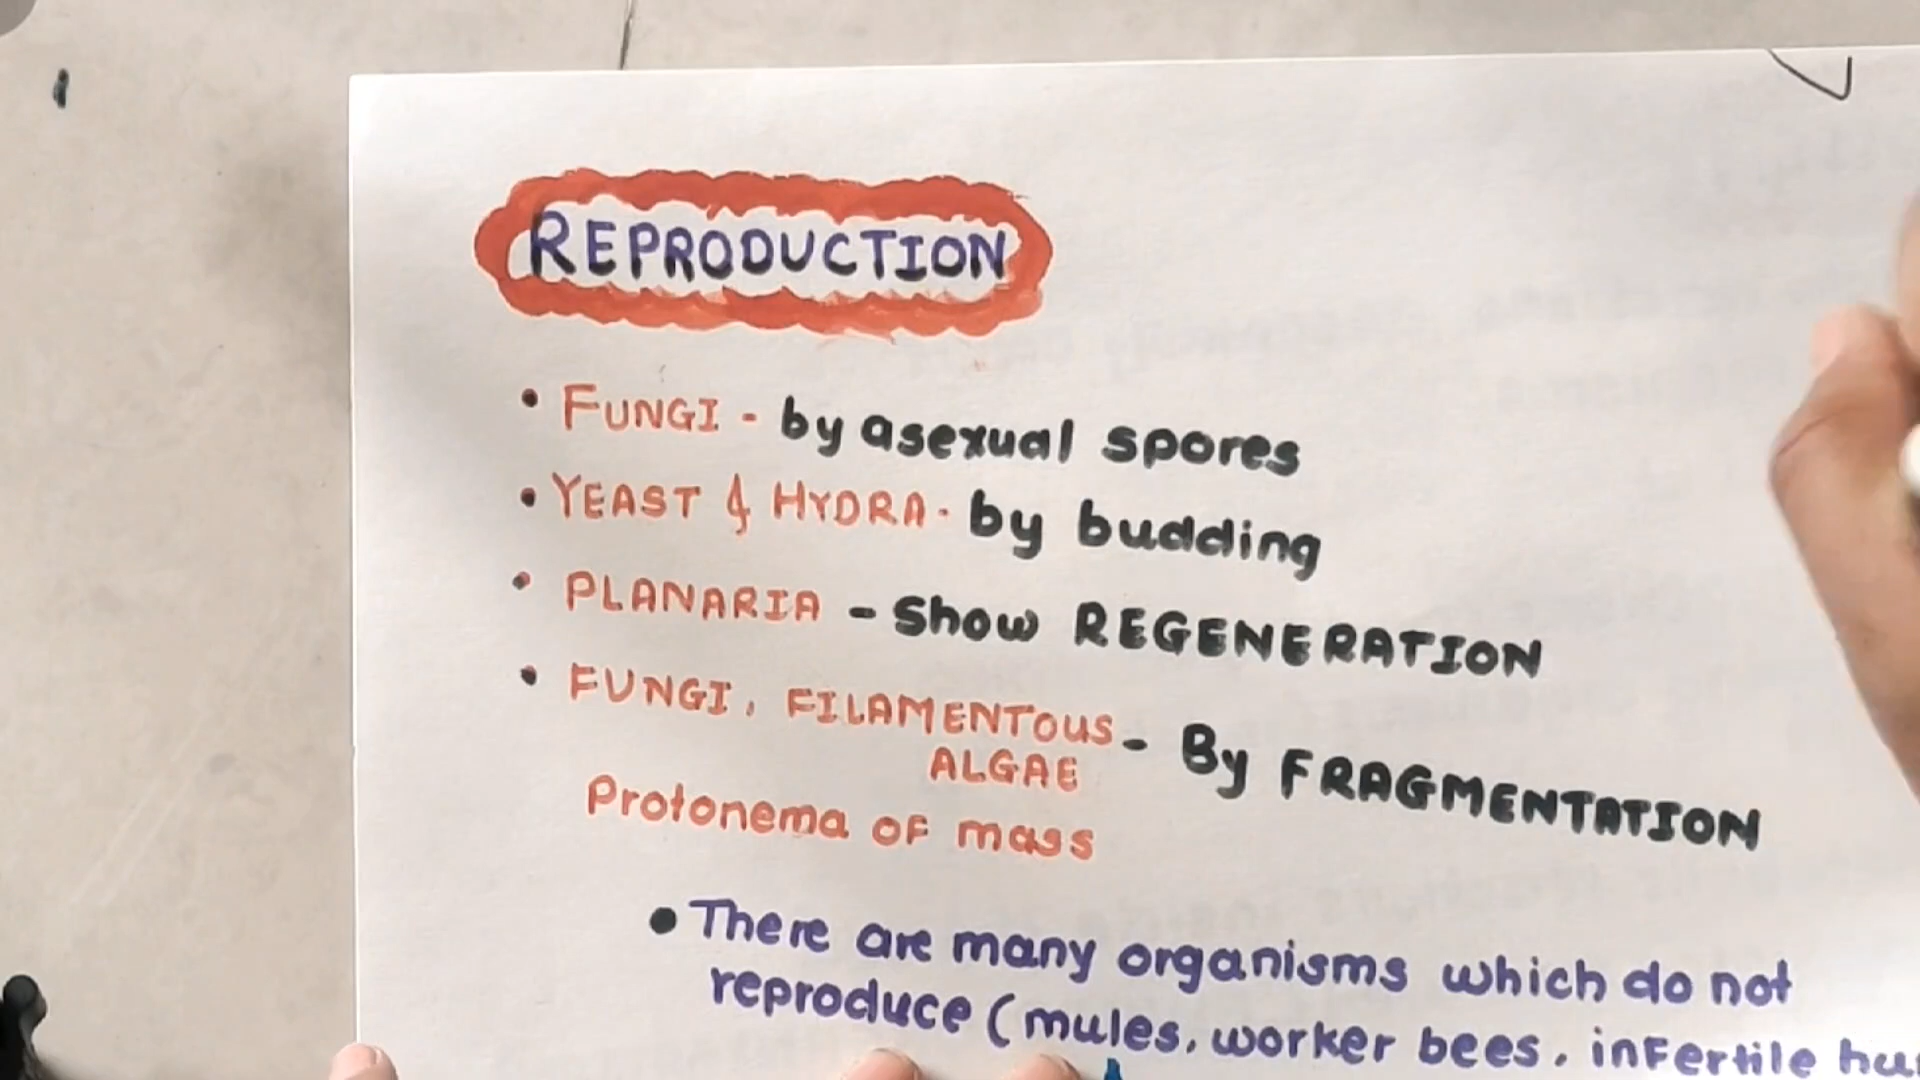 REPRODUCTION
• FUNGI - by asexual spores
• YEAST & HYDRA - by budding
• PLANARIA - Show REGENERATION
• FUNGI, FILAMENTOUS - By FRAGMENTATION
ALGAE
Protonema OF mass
• There are many organisms which do not
reproduce (mules, worker bees, inFertile